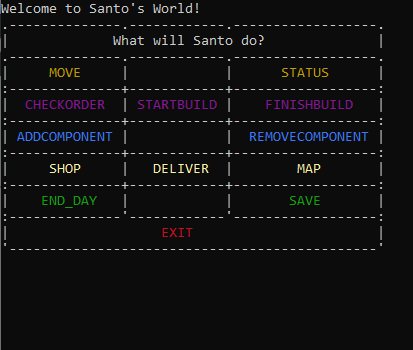 Welcome to Santo's World!
What will Santo do?
MOVE STATUS
CHECKORDER STARTBUILD FINISHBUILD
ADDCOMPONENT REMOVECOMPONENT
SHOP DELIVER MAP
END_DAY SAVE
EXIT